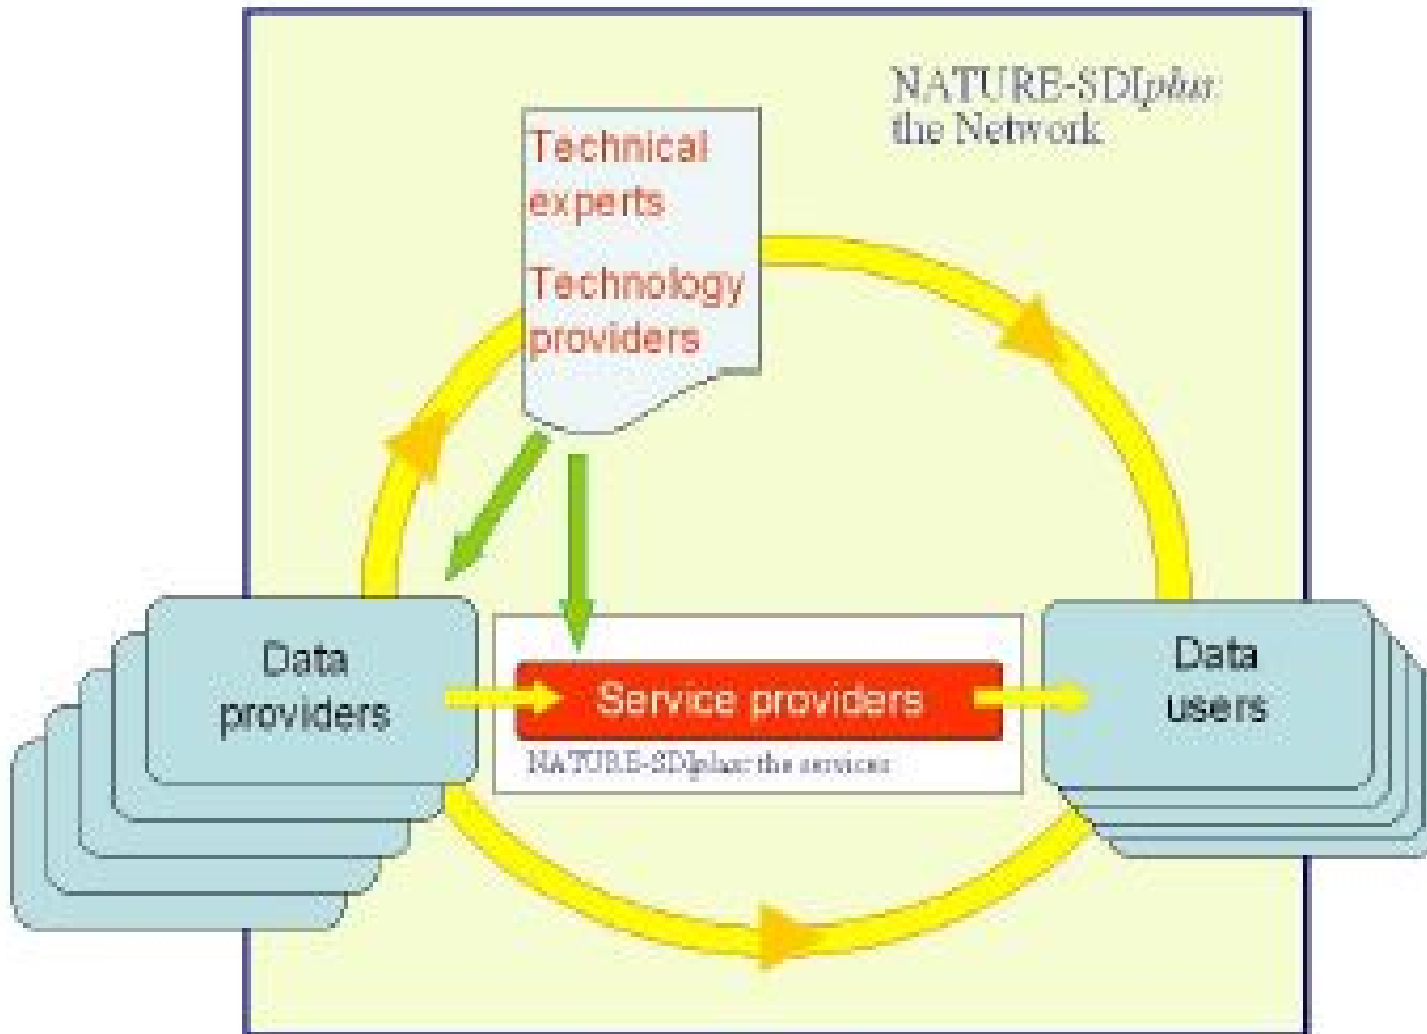 NATURE-SDIplus:
the Network
Technical
experts
Technology
providers
Data
providers
Service providers
Data
users
NATURE-SDIplus: the services